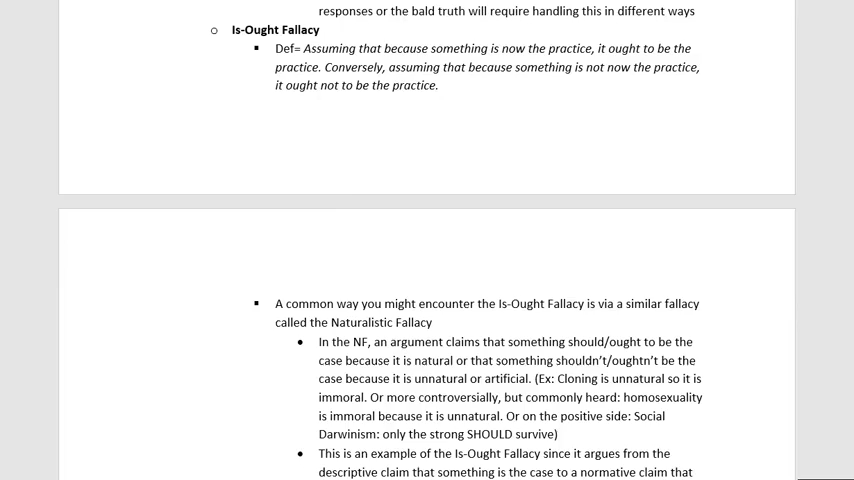 responses or the bald truth will require handling this in different ways
o Is-Ought Fallacy
▪ Def= Assuming that because something is now the practice, it ought to be the
practice. Conversely, assuming that because something is not now the practice,
it ought not to be the practice.
▪ A common way you might encounter the Is-Ought Fallacy is via a similar fallacy
called the Naturalistic Fallacy
• In the NF, an argument claims that something should/ought to be the
case because it is natural or that something shouldn't/oughtn't be the
case because it is unnatural or artificial. (Ex: Cloning is unnatural so it is
immoral. Or more controversially, but commonly heard: homosexuality
is immoral because it is unnatural. Or on the positive side: Social
Darwinism: only the strong SHOULD survive)
• This is an example of the Is-Ought Fallacy since it argues from the
descriptive claim that something is the case to a normative claim that